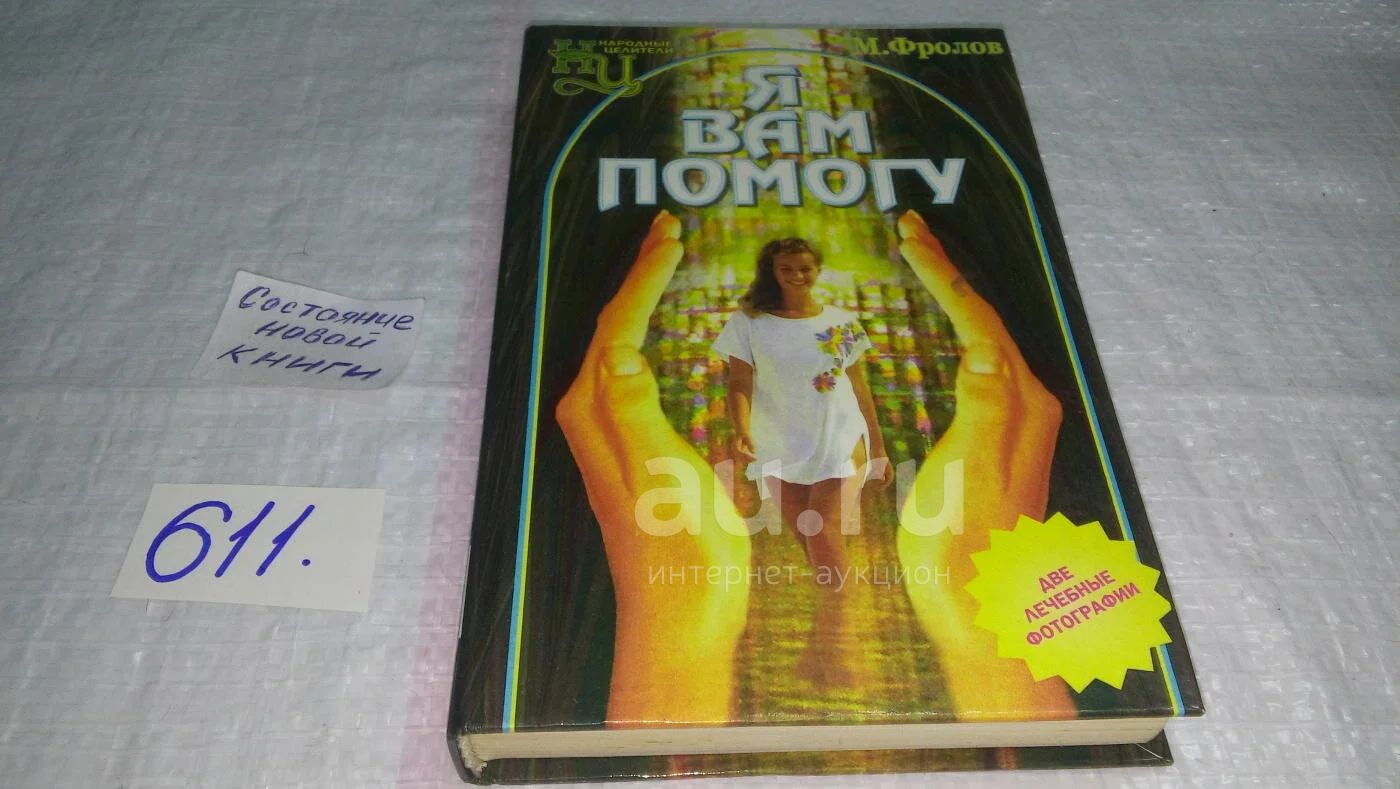 НЦ
НАРОДНЫЕ
ЦЕЛИТЕЛИ
М.Фролов
Я
ВАМ
ПОМОГУ
Состояние
новой
книги
611.
au.ru
интернет-аукцион
ДВЕ
ЛЕЧЕБНЫЕ
ФОТОГРАФИИ